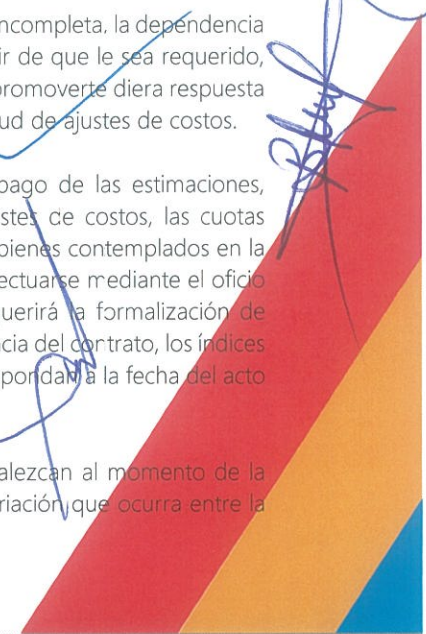 ncompleta, la dependencia
ir de que le sea requerido,
promoverte diera respuesta
ud de ajustes de costos.
pago de las estimaciones,
stes de costos, las cuotas
bienes contemplados en la
ectuarse mediante el oficio
uerirá la formalización de
cia del contrato, los índices
pondan a la fecha del acto
alezcan al momento de la
riación que ocurra entre la